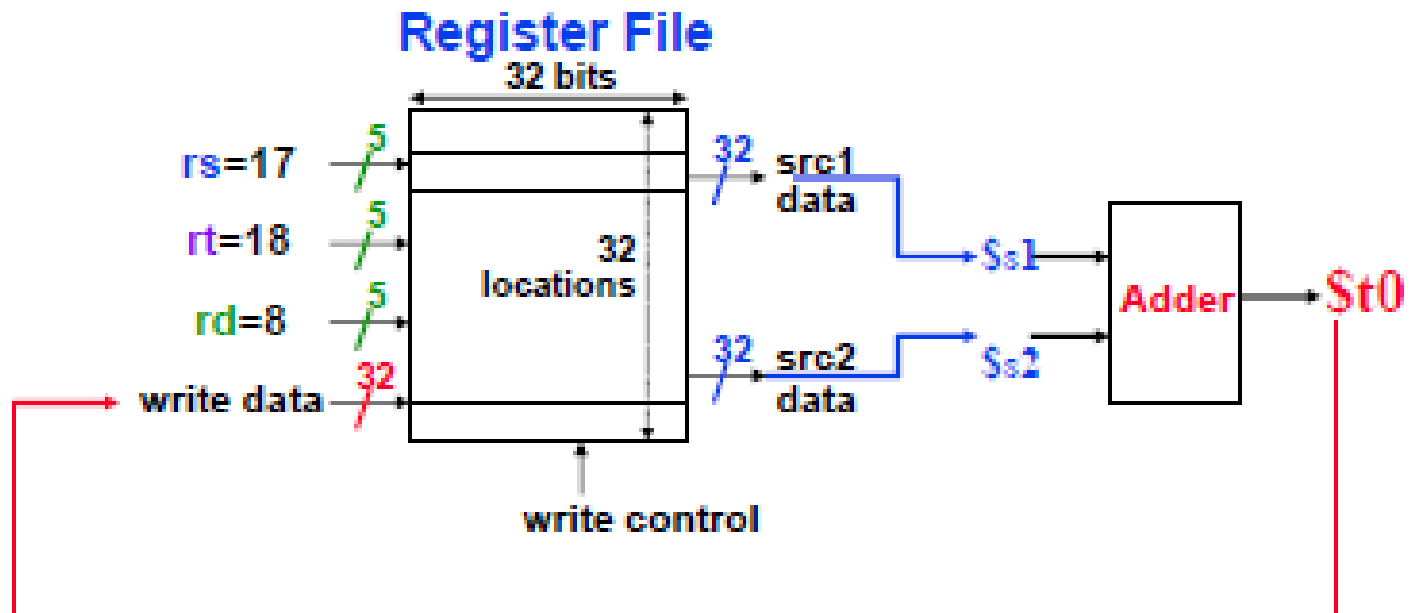 Register File
32 bits
rs=17
5
32
src1
data
rt=18
5
32
locations
$s1
Adder
$t0
rd=8
5
32
src2
data
$s2
write data
32
write control